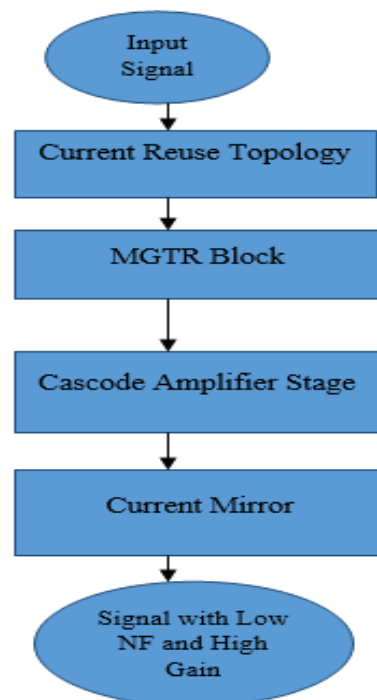 Input
Signal
Current Reuse Topology
MGTR Block
Cascode Amplifier Stage
Current Mirror
Signal with Low
NF and High
Gain